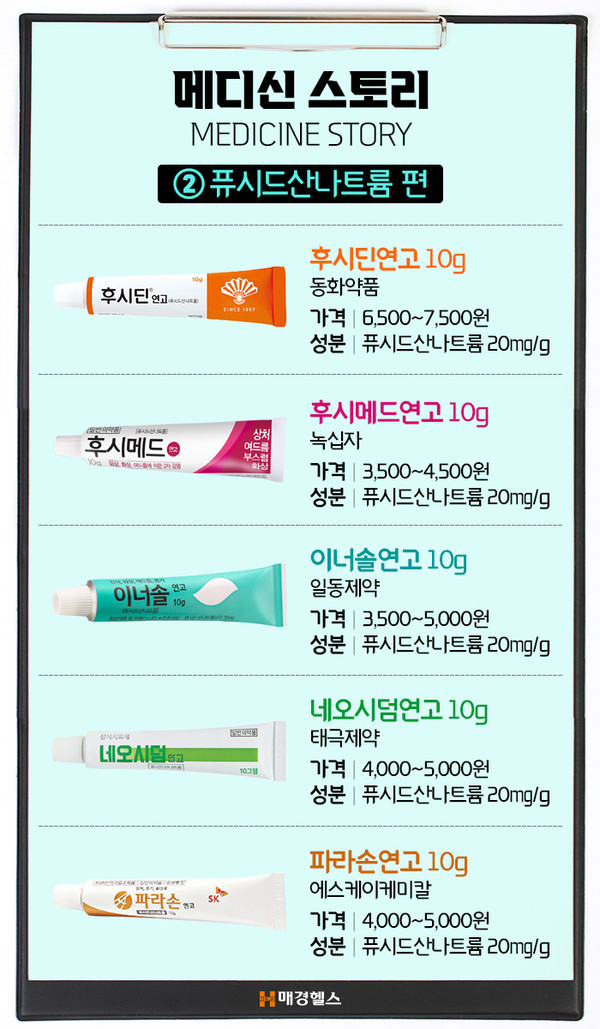 메디신 스토리
MEDICINE STORY
② 퓨시드산나트륨 편
후시딘연고 10g
동화약품
가격 | 6,500~7,500원
성분 | 퓨시드산나트륨 20mg/g
10g
후시딘® 연고 (퓨시드산나트륨)
SINCE 1897
후시메드연고 10g
녹십자
가격 | 3,500~4,500원
성분 | 퓨시드산나트륨 20mg/g
일반의약품 (퓨시드산나트륨)
후시메드 연고
10g
상처
여드름
부스럼
화상
이너솔연고 10g
일동제약
가격 | 3,500~5,000원
성분 | 퓨시드산나트륨 20mg/g
이너솔 연고
10g
네오시덤연고 10g
태극제약
가격 | 4,000~5,000원
성분 | 퓨시드산나트륨 20mg/g
상처치료제 일반의약품
네오시덤 연고
10그램
파라손연고 10g
에스케이케미칼
가격 | 4,000~5,000원
성분 | 퓨시드산나트륨 20mg/g
파라손 연고
SK
매경헬스